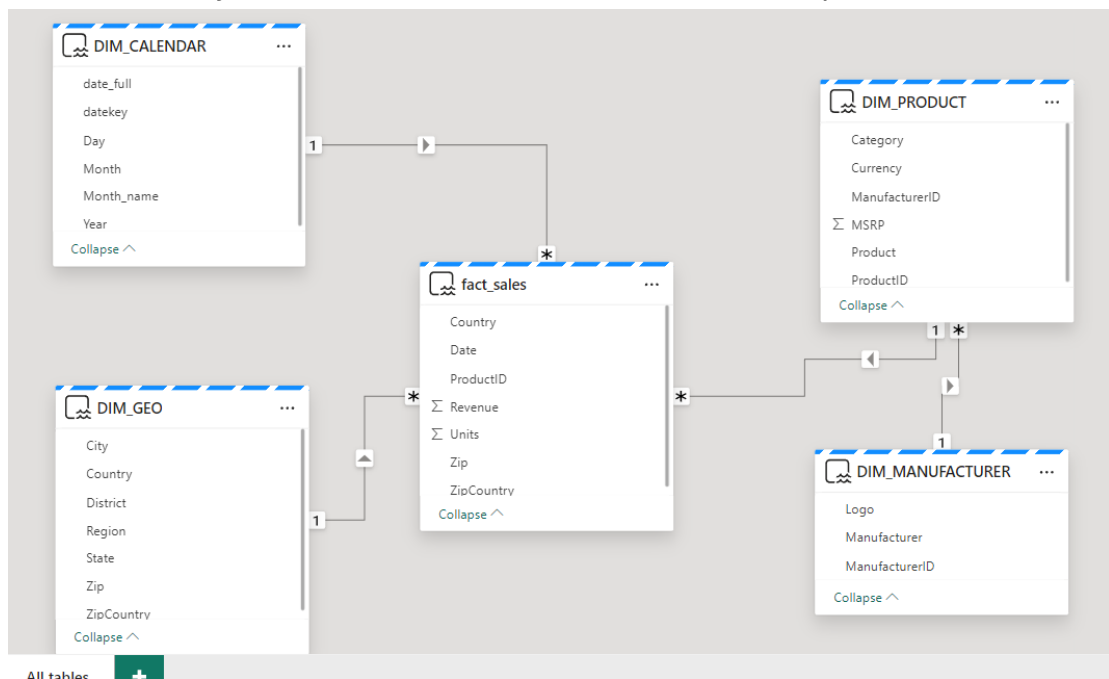 DIM_CALENDAR
...
date_full
datekey
Day
Month
Month_name
Year
Collapse
1
*
DIM_PRODUCT
...
Category
Currency
ManufacturerID
Σ MSRP
Product
ProductID
Collapse
1 *
fact_sales
...
Country
Date
ProductID
Σ Revenue
Σ Units
Zip
ZipCountry
Collapse
*
*
DIM_GEO
...
City
Country
District
Region
State
Zip
ZipCountry
Collapse
1
1
DIM_MANUFACTURER
...
Logo
Manufacturer
ManufacturerID
Collapse
All tables
+